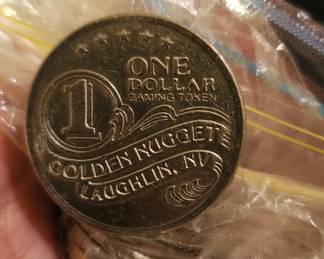 ONE
DOLLAR
GAMING TOKEN
1
GOLDEN NUGGET
LAUGHLIN, NV